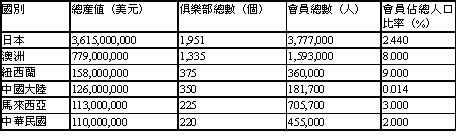 國別 總產值（美元） 俱樂部總數（個） 會員總數（人） 會員佔總人口比率（%）
日本 3,615,000,000 1,951 3,777,000 2.440
澳洲 779,000,000 1,335 1,593,000 8.000
紐西蘭 158,000,000 375 360,000 9.000
中國大陸 126,000,000 350 181,700 0.014
馬來西亞 113,000,000 225 705,700 3.000
中華民國 110,000,000 220 455,000 2.000